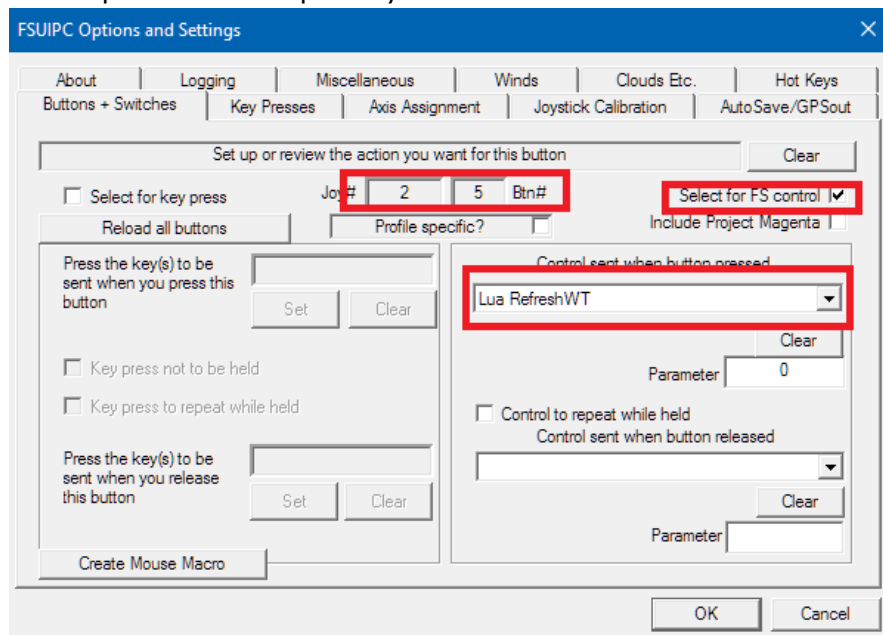 FSUIPC Options and Settings
About Logging Miscellaneous Winds Clouds Etc. Hot Keys
Buttons + Switches Key Presses Axis Assignment Joystick Calibration AutoSave/GPSout
Set up or review the action you want for this button Clear
Select for key press Joy# 2 5 Btn# Select for FS control
Reload all buttons Profile specific? Include Project Magenta
Press the key(s) to be
sent when you press this
button
Set Clear
Key press not to be held
Key press to repeat while held
Press the key(s) to be
sent when you release
this button
Set Clear
Create Mouse Macro
Control sent when button pressed
Lua RefreshWT
Clear
Parameter 0
Control to repeat while held
Control sent when button released
Clear
Parameter
OK Cancel